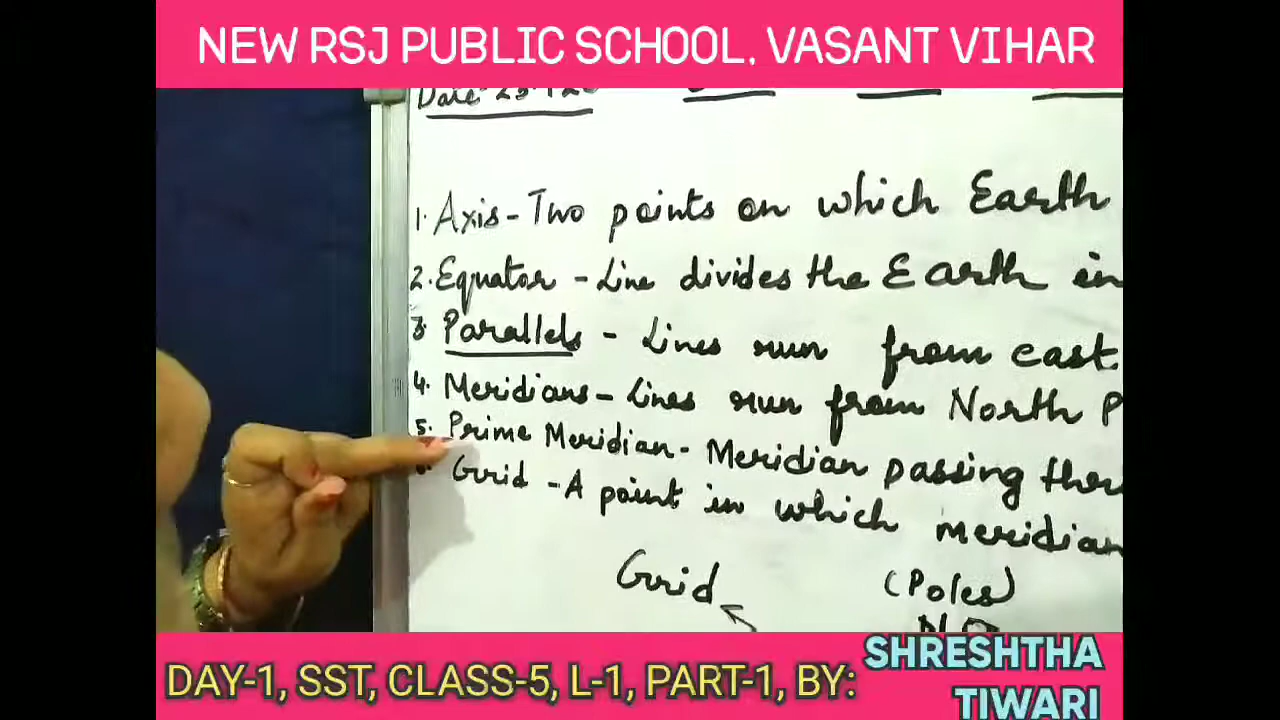 NEW RSJ PUBLIC SCHOOL, VASANT VIHAR
Date
1. Axis - Two points on which Earth
2. Equator - Line divides the Earth in
3. Parallels - Lines run from east
4. Meridians - Lines run from North P
5. Prime Meridian - Meridian passing
6. Grid - A point in which meridian
Grid
(Poles)
DAY-1, SST, CLASS-5, L-1, PART-1, BY: SHRESHTHA TIWARI